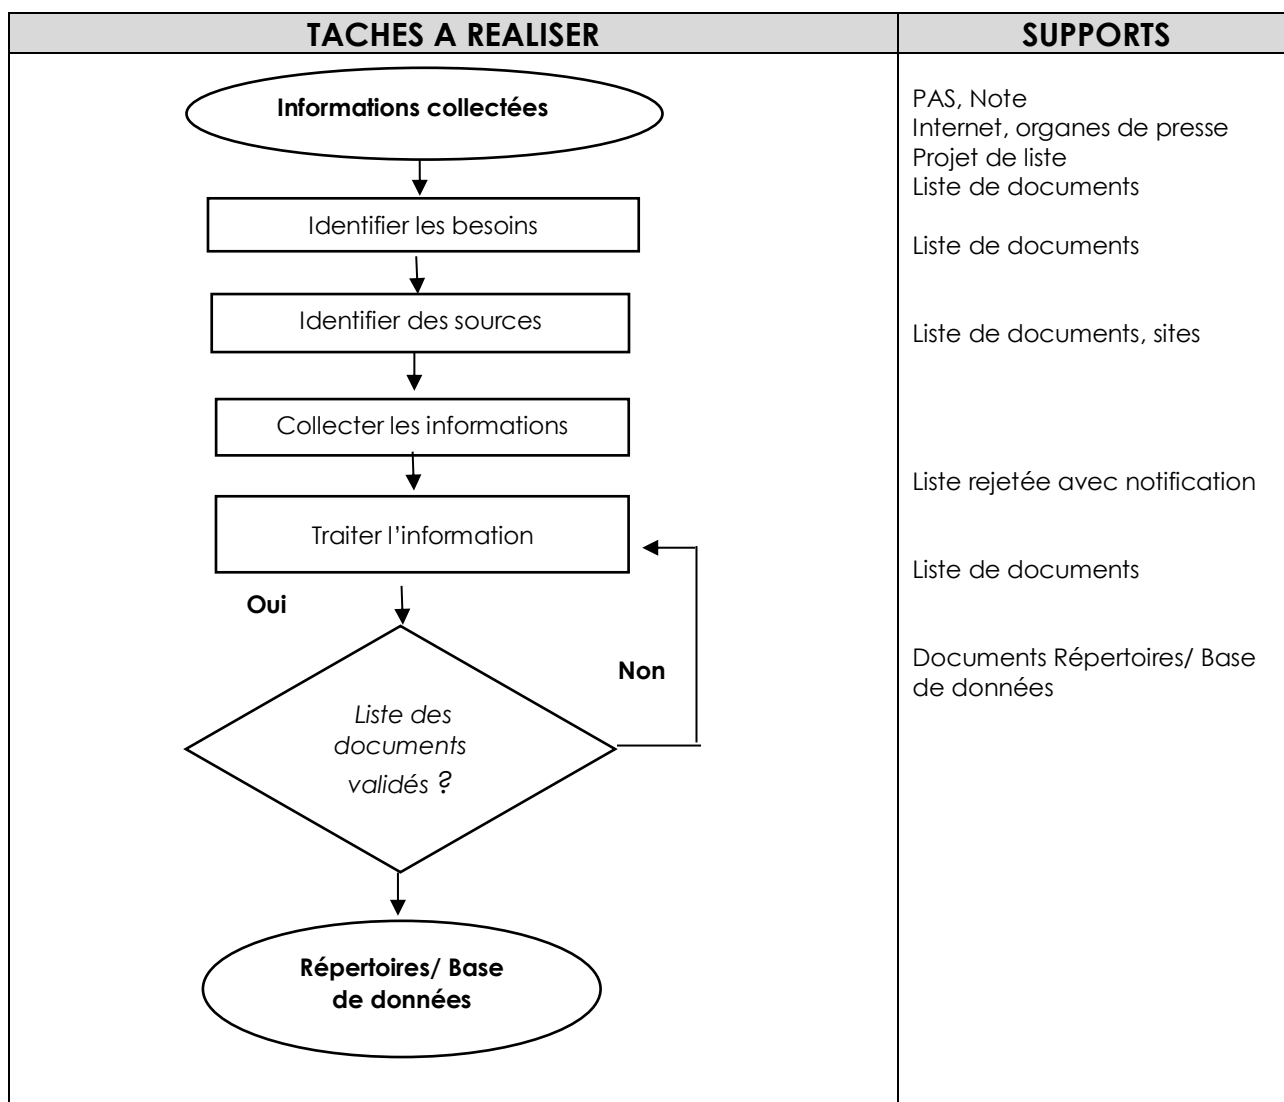 TACHES A REALISER
SUPPORTS
Informations collectées
Identifier les besoins
Identifier des sources
Collecter les informations
Traiter l'information
Oui
Non
Liste des
documents
validés ?
Répertoires/ Base
de données
PAS, Note
Internet, organes de presse
Projet de liste
Liste de documents
Liste de documents
Liste de documents, sites
Liste rejetée avec notification
Liste de documents
Documents Répertoires/ Base
de données